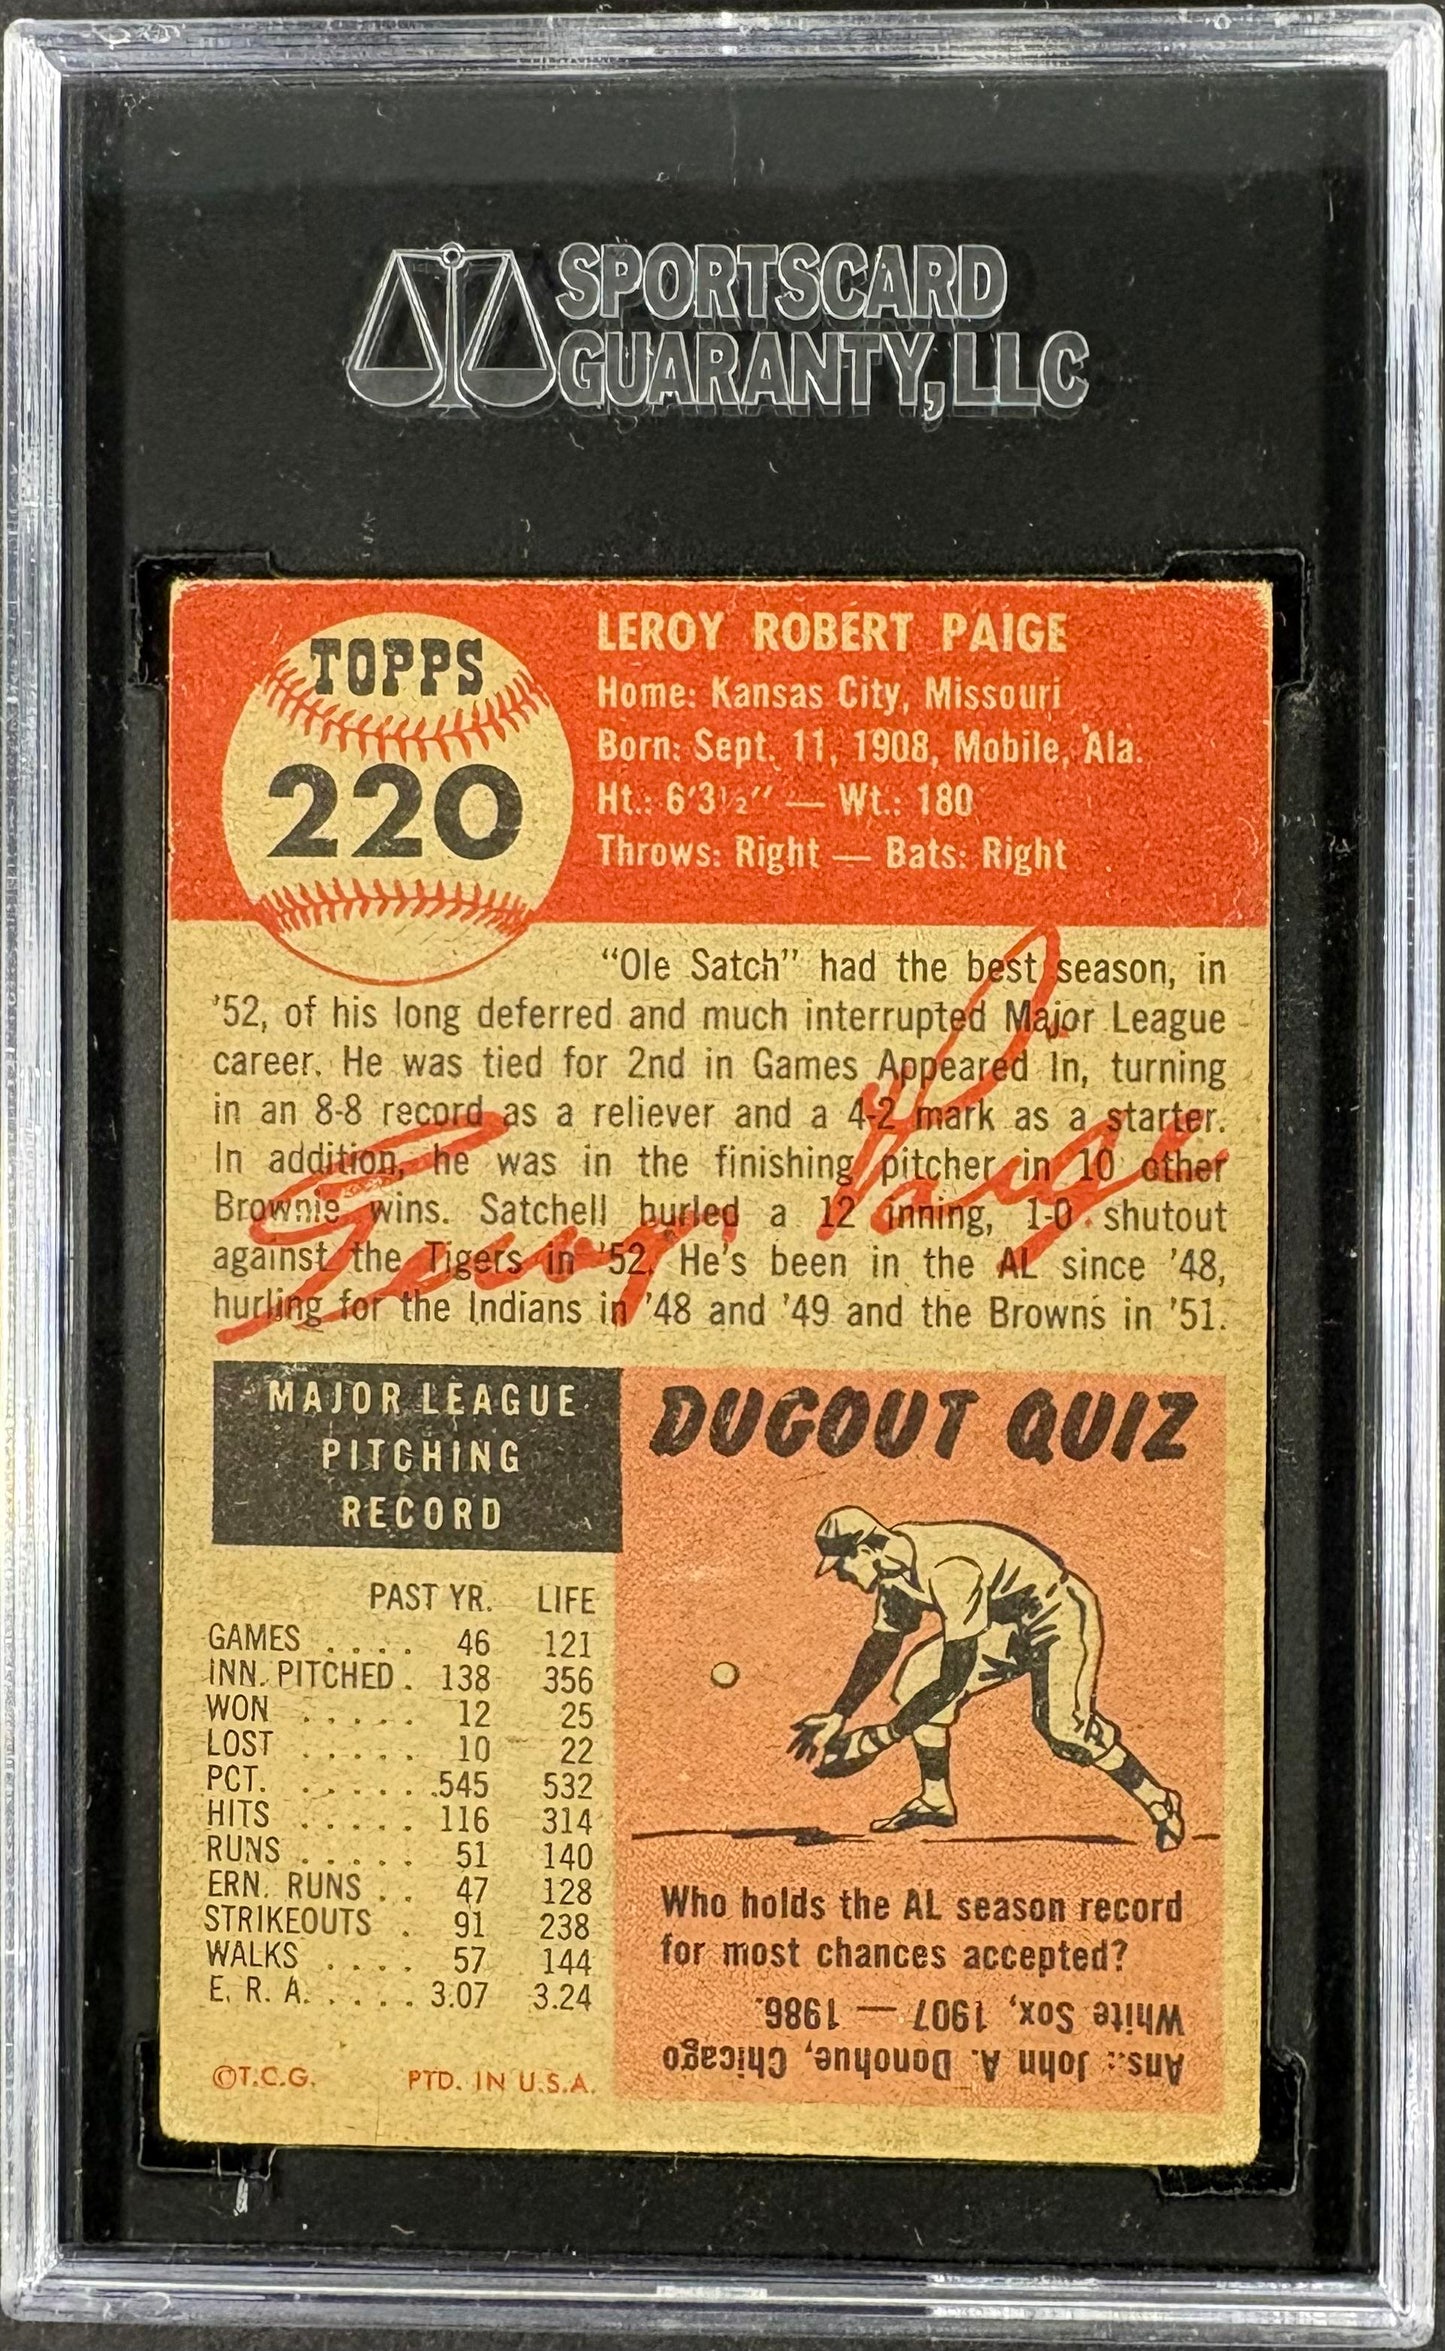 SPORTSCARD
GUARANTY, LLC
TOPPS
220
LEROY ROBERT PAIGE
Home: Kansas City, Missouri
Born: Sept. 11, 1908, Mobile, Ala.
Ht.: 6'3½" — Wt.: 180
Throws: Right — Bats: Right
"Ole Satch" had the best season, in
'52, of his long deferred and much interrupted Major League
career. He was tied for 2nd in Games Appeared In, turning
in an 8-8 record as a reliever and a 4-2 mark as a starter.
In addition, he was in the finishing pitcher in 10 other
Brownie wins. Satchell hurled a 12 inning, 1-0 shutout
against the Tigers in '52. He's been in the AL since '48,
hurling for the Indians in '48 and '49 and the Browns in '51.
Leroy Paige
MAJOR LEAGUE
PITCHING
RECORD
PAST YR. LIFE
GAMES .... 46 121
INN. PITCHED . 138 356
WON ..... 12 25
LOST ..... 10 22
PCT. ......545 532
HITS ..... 116 314
RUNS ..... 51 140
ERN. RUNS .. 47 128
STRIKEOUTS . 91 238
WALKS .... 57 144
E. R. A. .... 3.07 3.24
©T.C.G. PTD. IN U.S.A.
DUGOUT QUIZ
Who holds the AL season record
for most chances accepted?
Ans.: John A. Donohue, Chicago
White Sox, 1907 — 1986.